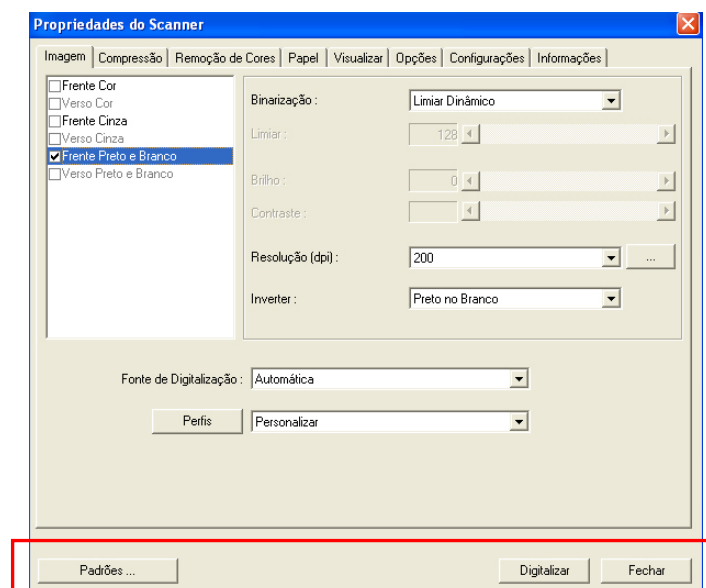 Propriedades do Scanner
Imagem Compressão Remoção de Cores Papel Visualizar Opções Configurações Informações
Frente Cor
Verso Cor
Frente Cinza
Verso Cinza
Frente Preto e Branco
Verso Preto e Branco
Binarização : Limiar Dinâmico
Limiar : 128
Brilho : 0
Contraste :
Resolução (dpi) : 200 ...
Inverter : Preto no Branco
Fonte de Digitalização : Automática
Perfis Personalizar
Padrões ... Digitalizar Fechar